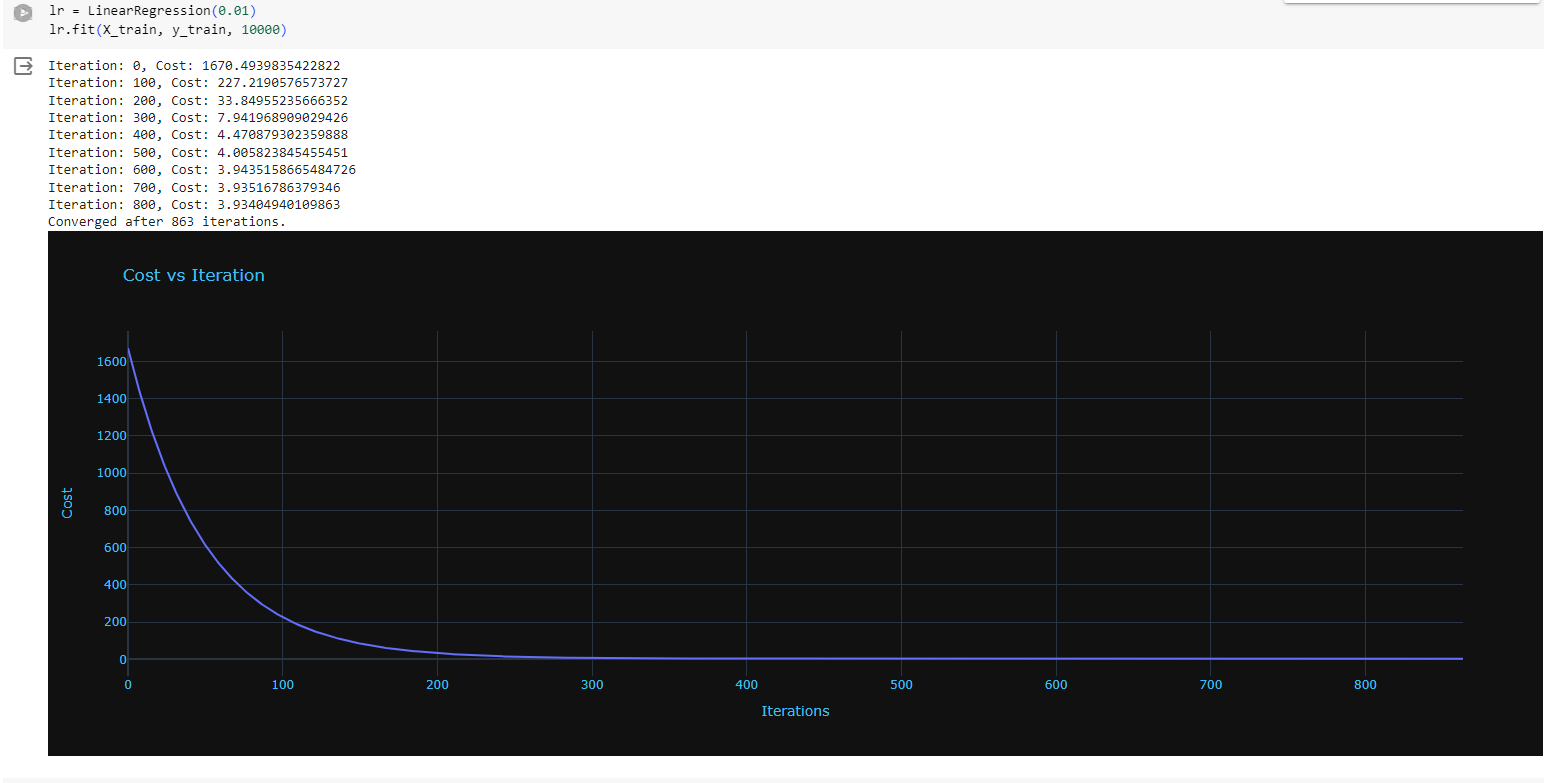 lr = LinearRegression(0.01)
lr.fit(X_train, y_train, 10000)
Iteration: 0, Cost: 1670.4939835422822
Iteration: 100, Cost: 227.2190576573727
Iteration: 200, Cost: 33.84955235666352
Iteration: 300, Cost: 7.941968909029426
Iteration: 400, Cost: 4.470879302359888
Iteration: 500, Cost: 4.005823845455451
Iteration: 600, Cost: 3.9435158665484726
Iteration: 700, Cost: 3.93516786379346
Iteration: 800, Cost: 3.93404940109863
Converged after 863 iterations.
Cost vs Iteration
1600
1400
1200
1000
800
600
400
200
0
Cost
0 100 200 300 400 500 600 700 800
Iterations